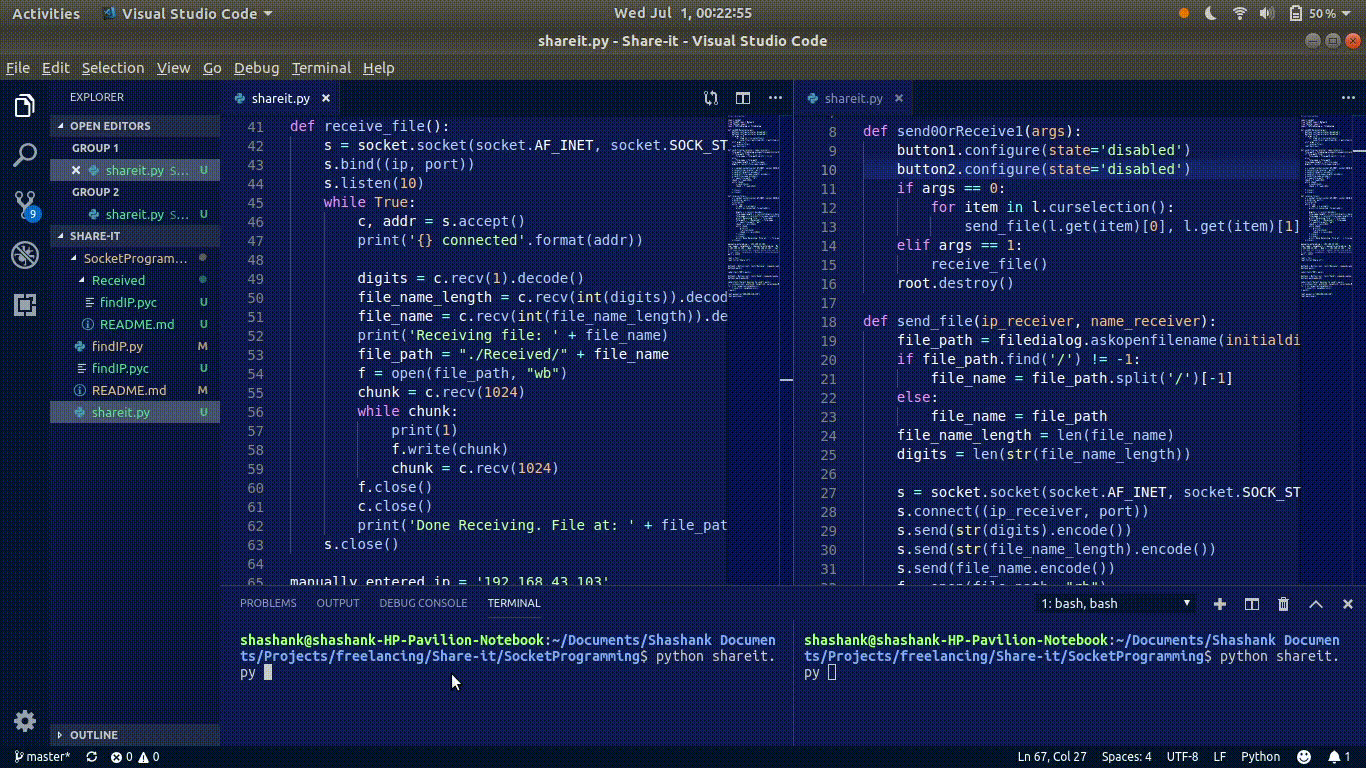 Activities Visual Studio Code Wed Jul 1, 00:22:55 50 %
shareit.py - Share-it - Visual Studio Code
File Edit Selection View Go Debug Terminal Help
EXPLORER
OPEN EDITORS
GROUP 1
shareit.py s... U
GROUP 2
shareit.py S... U
SHARE-IT
SocketProgram...
Received
findIP.pyc U
README.md U
findIP.py M
findIP.pyc U
README.md M
shareit.py U
OUTLINE
9
shareit.py
41 def receive_file():
42 s = socket.socket(socket.AF_INET, socket.SOCK_ST
43 s.bind((ip, port))
44 s.listen(10)
45 while True:
46 c, addr = s.accept()
47 print('{} connected'.format(addr))
48
49 digits = c.recv(1).decode()
50 file_name_length = c.recv(int(digits)).decod
51 file_name = c.recv(int(file_name_length)).de
52 print('Receiving file: ' + file_name)
53 file_path = "./Received/" + file_name
54 f = open(file_path, "wb")
55 chunk = c.recv(1024)
56 while chunk:
57 print(1)
58 f.write(chunk)
59 chunk = c.recv(1024)
60 f.close()
61 c.close()
62 print('Done Receiving. File at: ' + file_pat
63 s.close()
64
65 manually_entered_ip = '192.168.43.103'
shareit.py
8 def send0OrReceive1(args):
9 button1.configure(state='disabled')
10 button2.configure(state='disabled')
11 if args == 0:
12 for item in l.curselection():
13 send_file(l.get(item)[0], l.get(item)[1]
14 elif args == 1:
15 receive_file()
16 root.destroy()
17
18 def send_file(ip_receiver, name_receiver):
19 file_path = filedialog.askopenfilename(initialdi
20 if file_path.find('/') != -1:
21 file_name = file_path.split('/')[-1]
22 else:
23 file_name = file_path
24 file_name_length = len(file_name)
25 digits = len(str(file_name_length))
26
27 s = socket.socket(socket.AF_INET, socket.SOCK_ST
28 s.connect((ip_receiver, port))
29 s.send(str(digits).encode())
30 s.send(str(file_name_length).encode())
31 s.send(file_name.encode())
PROBLEMS OUTPUT DEBUG CONSOLE TERMINAL 1: bash, bash
shashank@shashank-HP-Pavilion-Notebook:~/Documents/Shashank Documen
ts/Projects/freelancing/Share-it/SocketProgramming$ python shareit.
py
shashank@shashank-HP-Pavilion-Notebook:~/Documents/Shashank Documen
ts/Projects/freelancing/Share-it/SocketProgramming$ python shareit.
py
master* 0 0 Ln 67, Col 27 Spaces: 4 UTF-8 LF Python 1